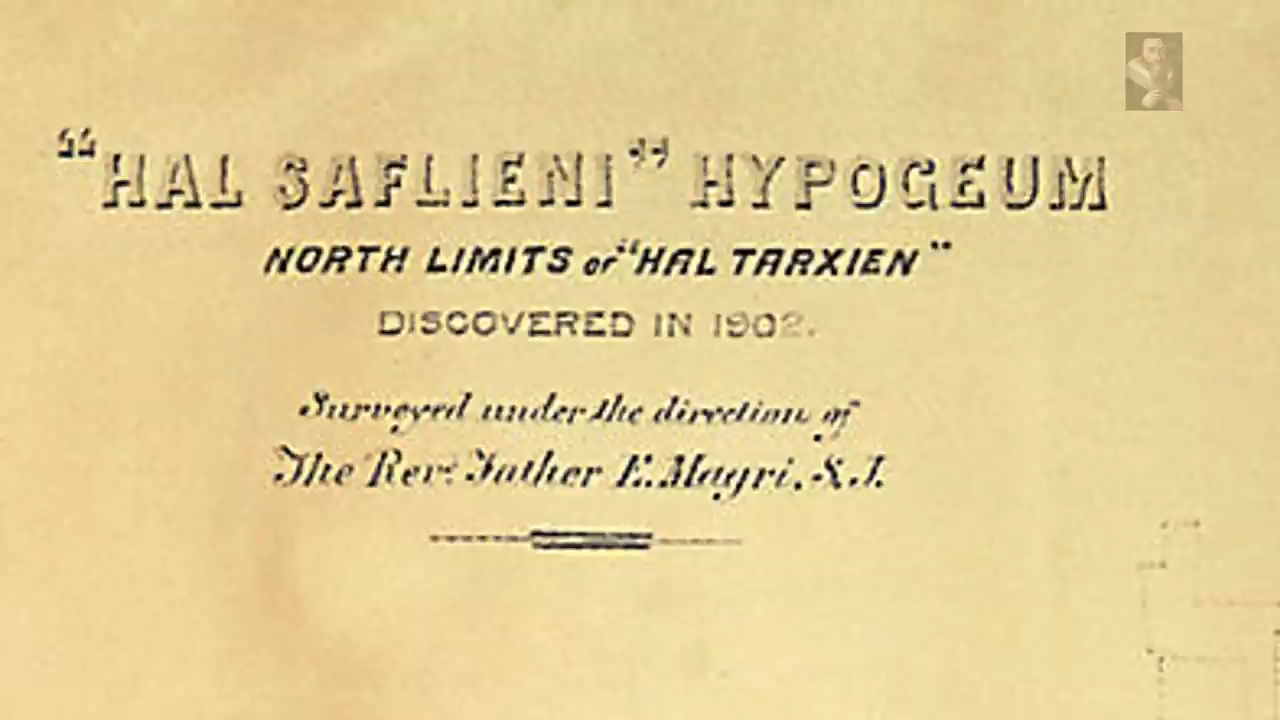 "HAL SAFLIENI" HYPOGEUM
NORTH LIMITS OF "HAL TARXIEN"
DISCOVERED IN 1902.
Surveyed under the direction of
The Rev: Father E. Magri. S.J.